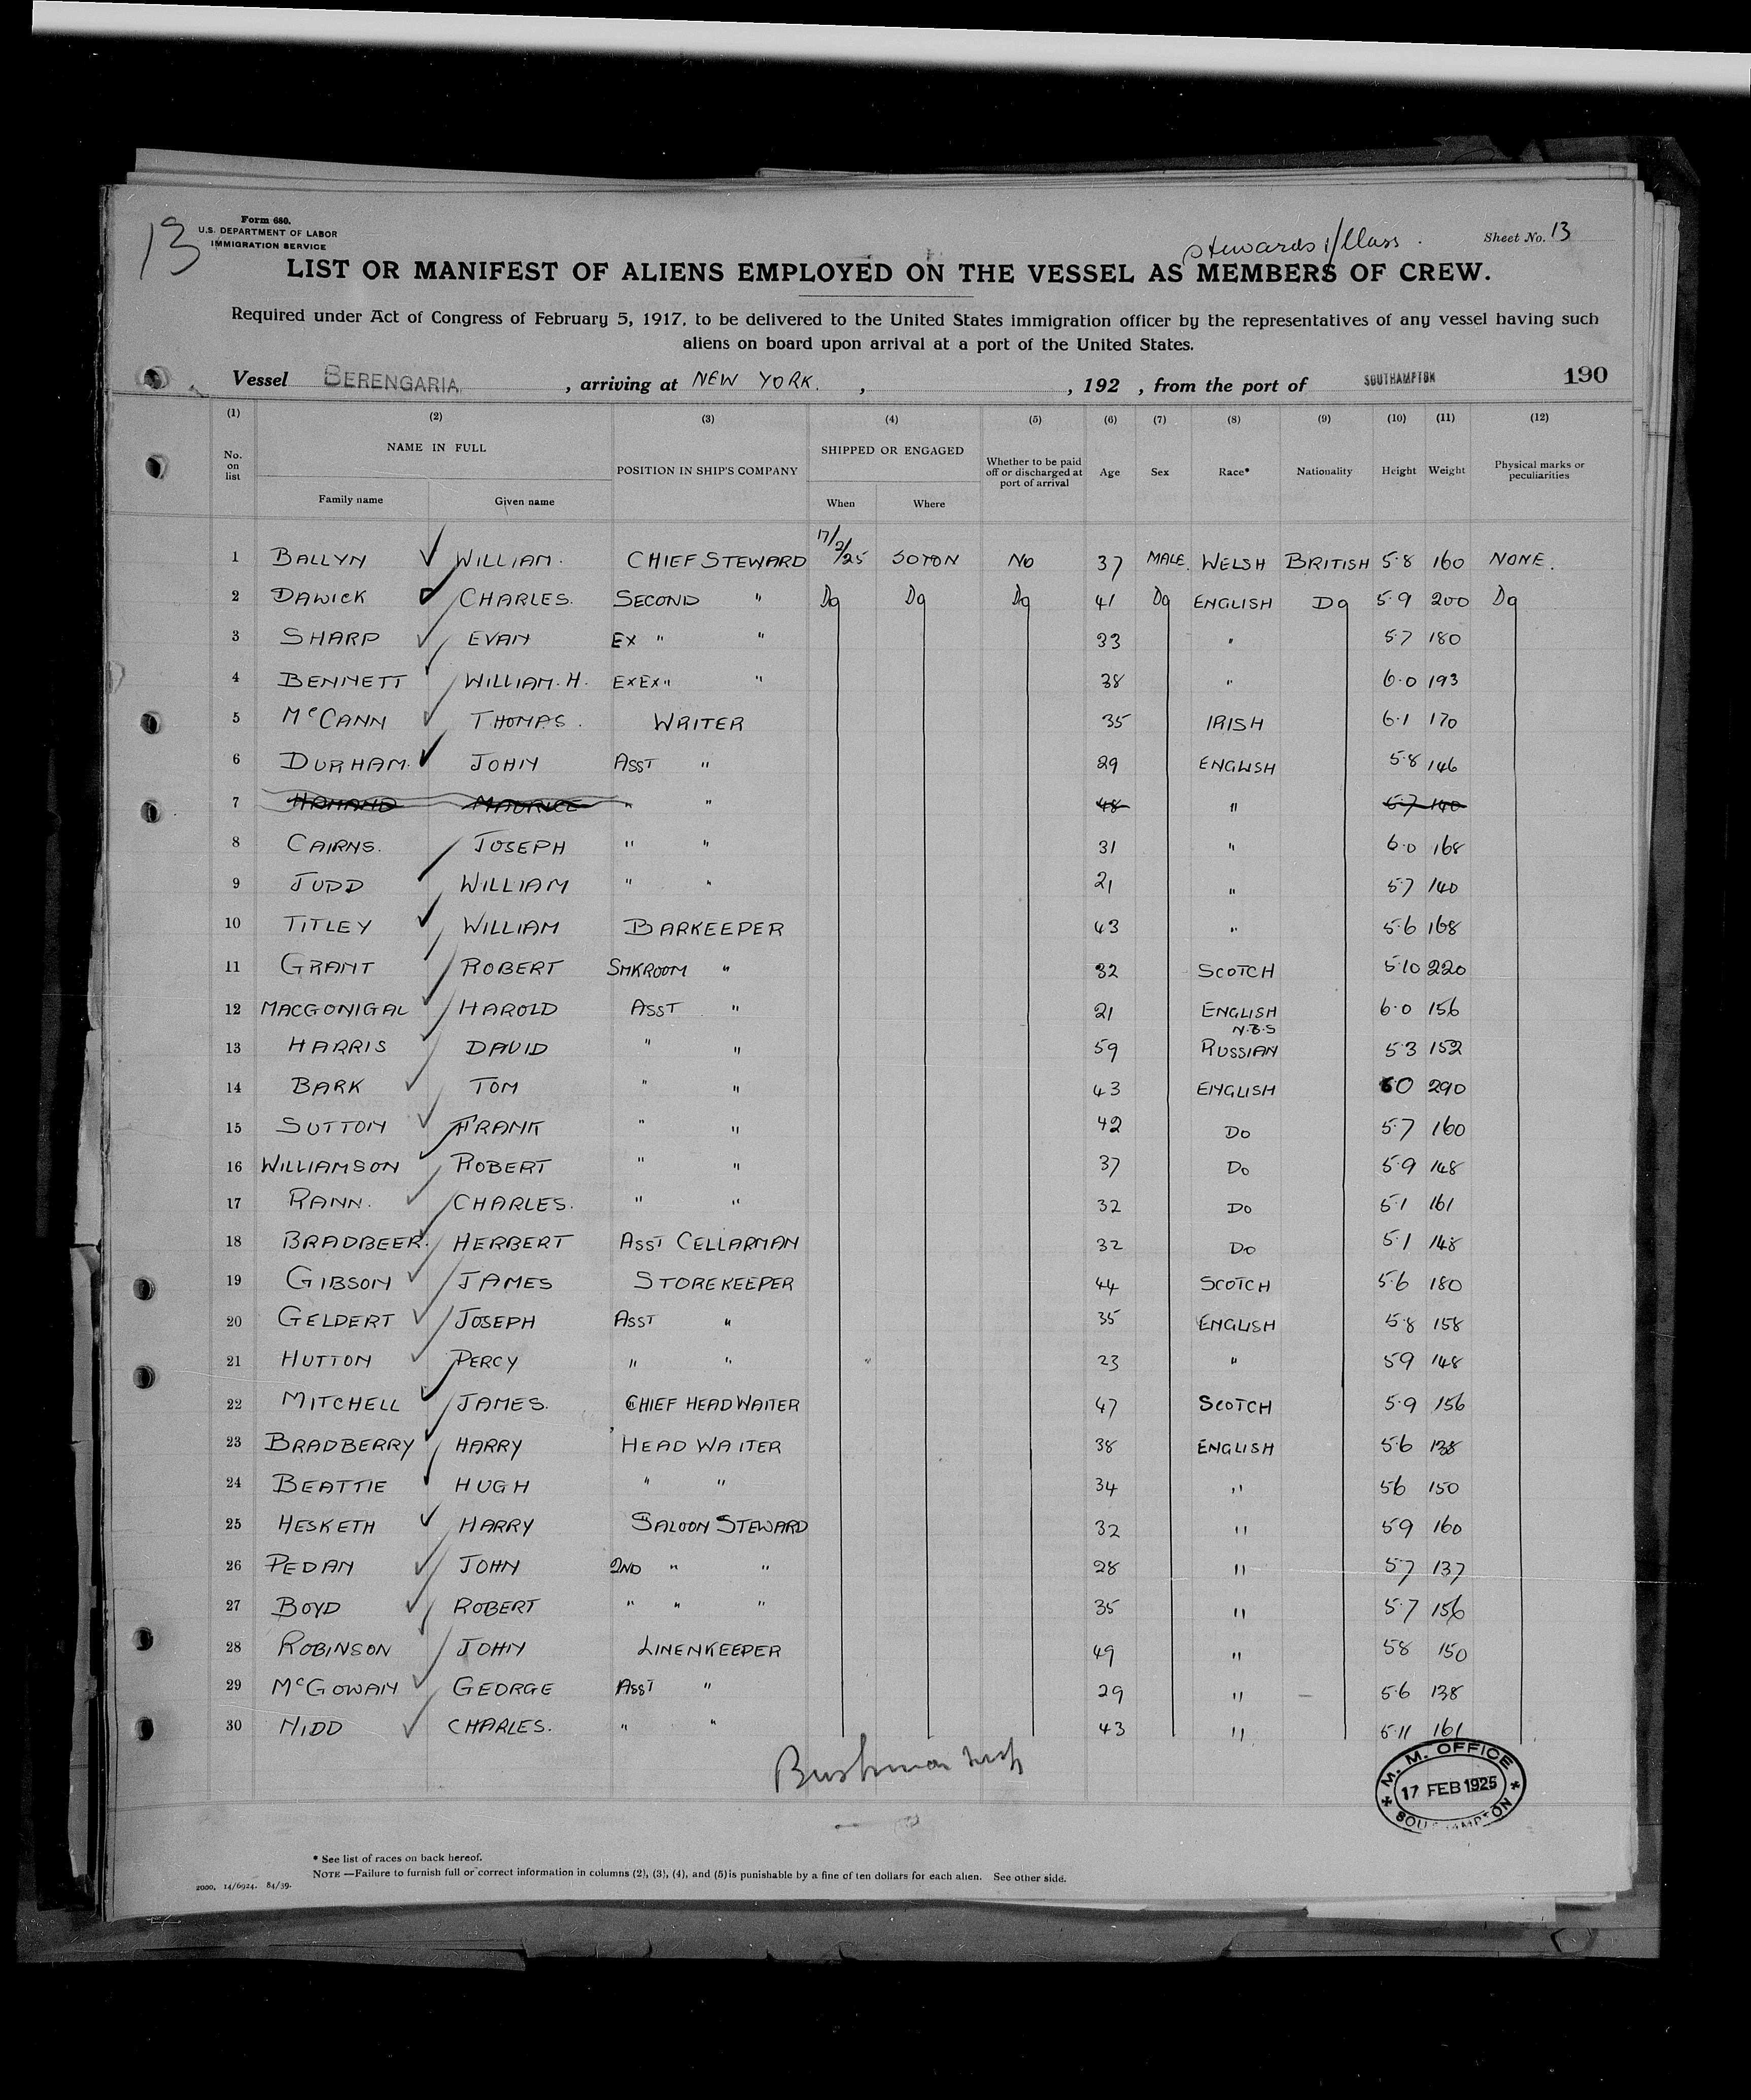 13
Form 680.
U.S. DEPARTMENT OF LABOR
IMMIGRATION SERVICE
Stewards 1/Class.
Sheet No. 13
LIST OR MANIFEST OF ALIENS EMPLOYED ON THE VESSEL AS MEMBERS OF CREW.
Required under Act of Congress of February 5, 1917, to be delivered to the United States immigration officer by the representatives of any vessel having such
aliens on board upon arrival at a port of the United States.
Vessel BERENGARIA, arriving at NEW YORK. , , 192 , from the port of SOUTHAMPTON 190
(1) (2) (3) (4) (5) (6) (7) (8) (9) (10) (11) (12)
No. on list NAME IN FULL Family name Given name POSITION IN SHIP'S COMPANY SHIPPED OR ENGAGED When Where Whether to be paid off or discharged at port of arrival Age Sex Race* Nationality Height Weight Physical marks or peculiarities
1 BALLYN WILLIAM. CHIEF STEWARD 17/2/25 SOTON NO 37 MALE. WELSH BRITISH 5·8 160 NONE.
2 DAWICK CHARLES. SECOND " Do Do Do 41 Do ENGLISH Do 5·9 200 Do
3 SHARP EVAN EX " " 33 " 5·7 180
4 BENNETT WILLIAM.H. EXEX " " 38 " 6·0 193
5 McCANN THOMAS. WRITER 35 IRISH 6·1 170
6 DURHAM. JOHN ASST " 29 ENGLISH 5·8 146
7 MAURICE " " 48 " 5·7 140
8 CAIRNS. JOSEPH " " 31 " 6·0 168
9 JUDD WILLIAM " " 21 " 5·7 140
10 TITLEY WILLIAM BARKEEPER 43 " 5·6 168
11 GRANT ROBERT SMKROOM " 32 SCOTCH 5·10 220
12 MACGONIGAL HAROLD ASST " 21 ENGLISH 6·0 156
13 HARRIS DAVID " " 59 N.B.S RUSSIAN 5·3 152
14 BARK TOM " " 43 ENGLISH 60 290
15 SUTTON FRANK " " 42 Do 5·7 160
16 WILLIAMSON ROBERT " " 37 Do 5·9 148
17 RANN. CHARLES. " " 32 Do 5·1 161
18 BRADBEER. HERBERT ASST CELLARMAN 32 Do 5·1 148
19 GIBSON JAMES STOREKEEPER 44 SCOTCH 5·6 180
20 GELDERT JOSEPH ASST " 35 ENGLISH 5·8 158
21 HUTTON PERCY " " " 23 " 59 148
22 MITCHELL JAMES. CHIEF HEAD WAITER 47 SCOTCH 5·9 156
23 BRADBERRY HARRY HEAD WAITER 38 ENGLISH 5·6 138
24 BEATTIE HUGH " " 34 " 56 150
25 HESKETH HARRY SALOON STEWARD 32 " 59 160
26 PEDAN JOHN 2ND " " 28 " 5·7 137
27 BOYD ROBERT " " " 35 " 5·7 156
28 ROBINSON JOHN LINENKEEPER 49 " 58 150
29 McGOWAN GEORGE ASST " 29 " – 5·6 138
30 NIDD CHARLES. " " 43 " 5·11 161
M. M. OFFICE
17 FEB 1925
SOUTHAMPTON
* See list of races on back hereof.
NOTE —Failure to furnish full or correct information in columns (2), (3), (4), and (5) is punishable by a fine of ten dollars for each alien. See other side.
2000. 14/6924. 84/39.